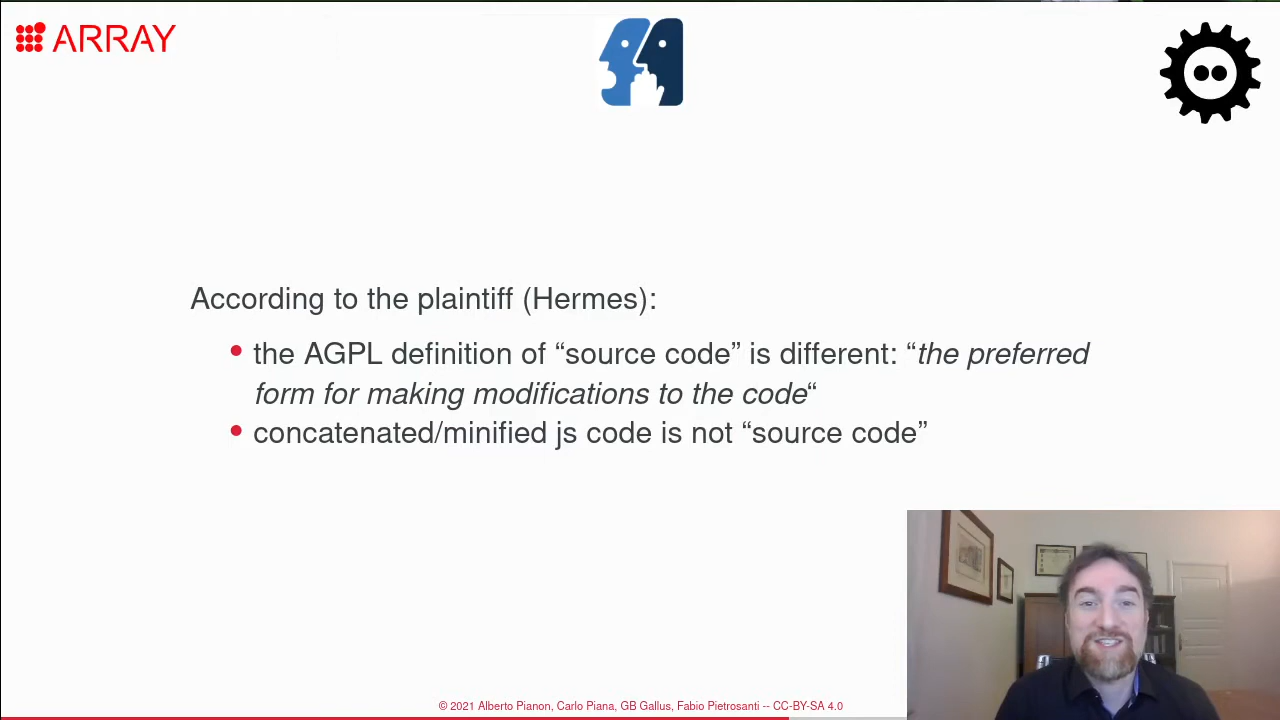 ARRAY
According to the plaintiff (Hermes):
• the AGPL definition of “source code” is different: “the preferred
form for making modifications to the code“
• concatenated/minified js code is not “source code”
© 2021 Alberto Pianon, Carlo Piana, GB Gallus, Fabio Pietrosanti -- CC-BY-SA 4.0